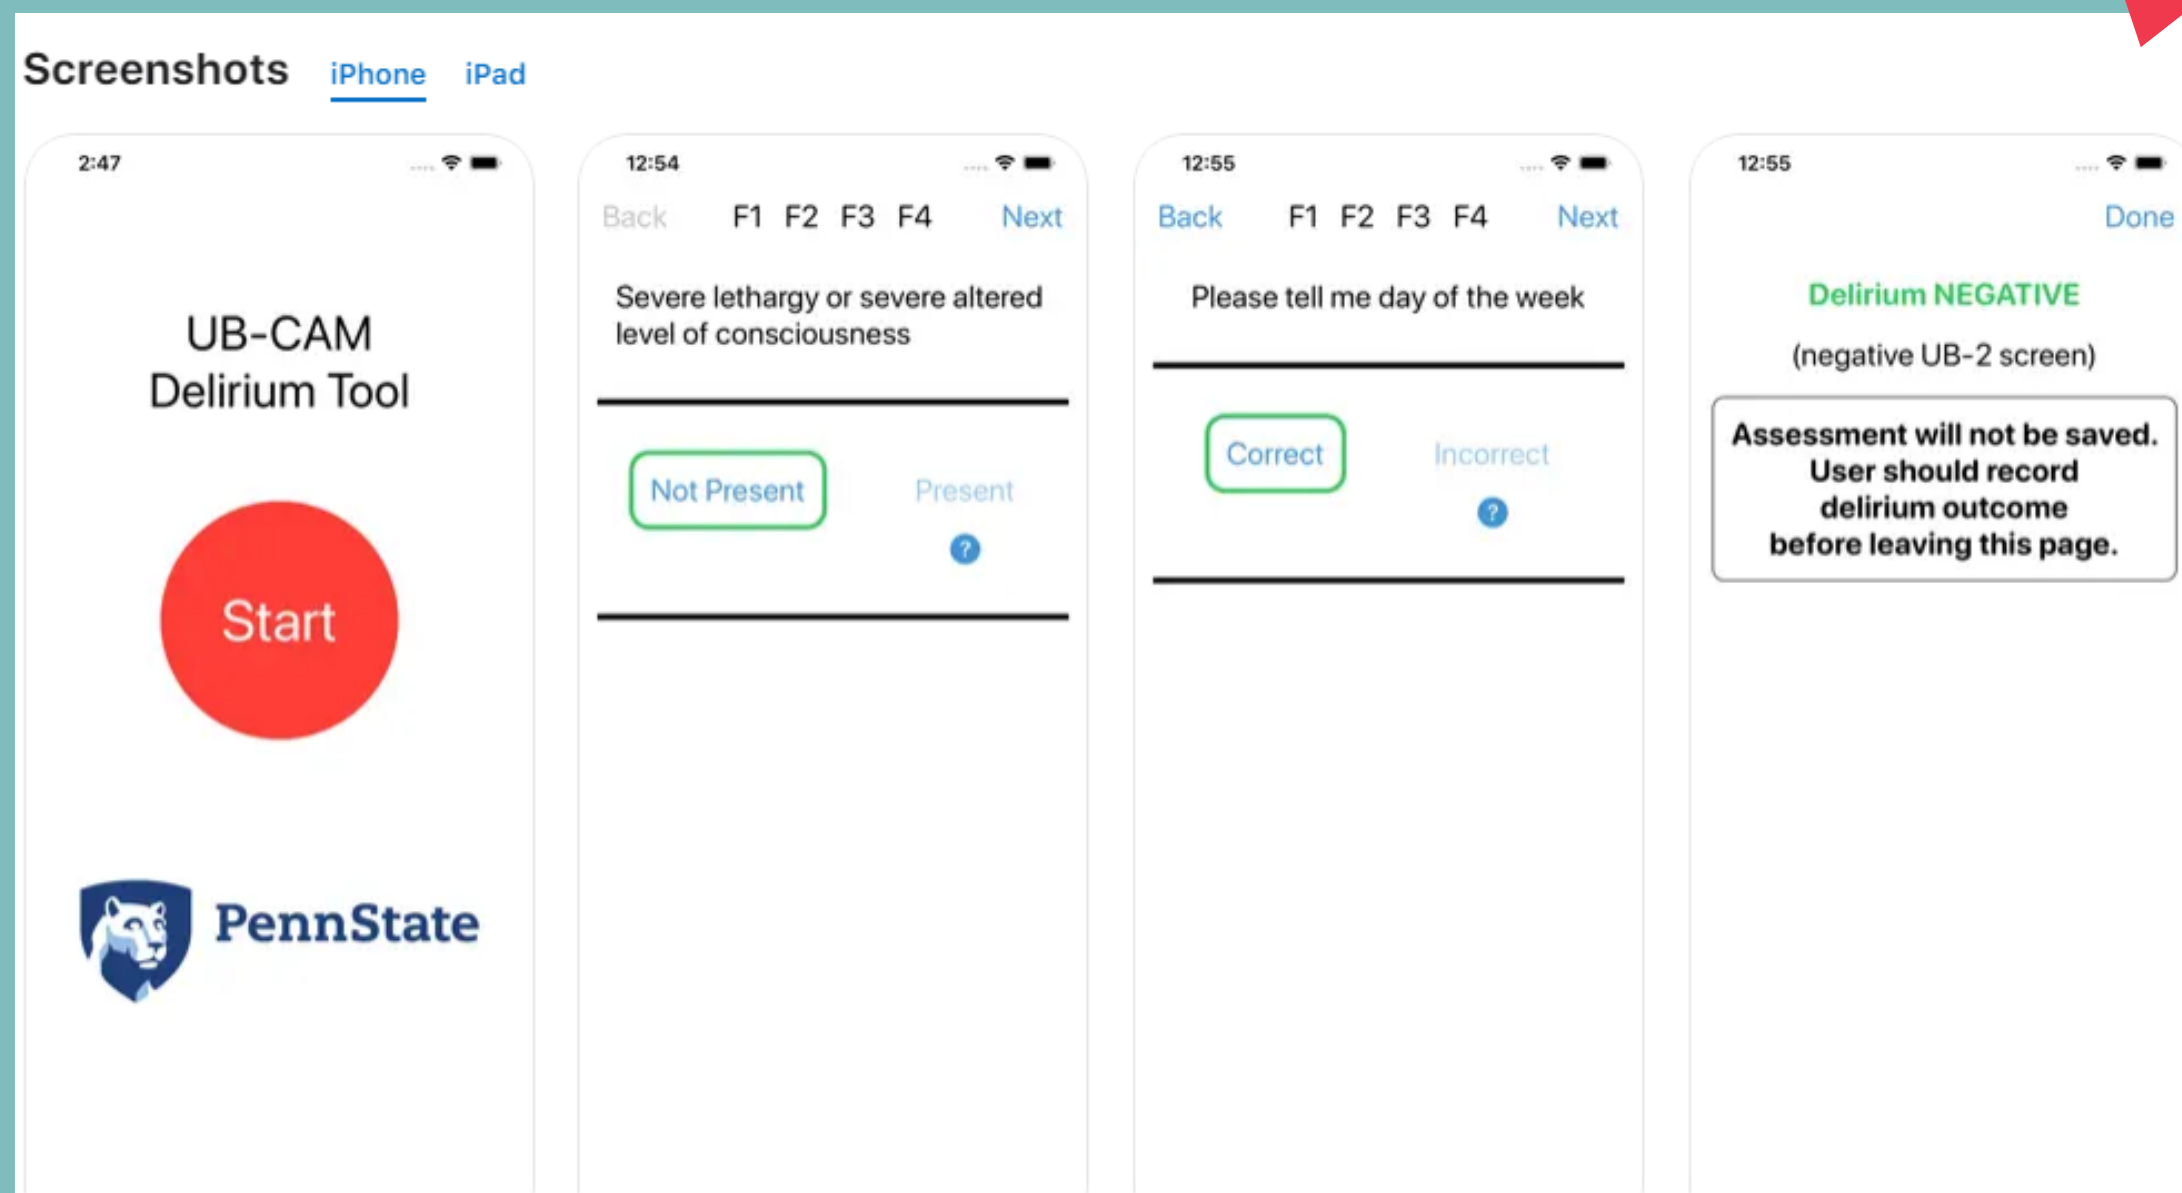 Screenshots iPhone iPad
2:47
UB-CAM
Delirium Tool
Start
PennState
12:54
Back F1 F2 F3 F4 Next
Severe lethargy or severe altered
level of consciousness
Not Present Present
?
12:55
Back F1 F2 F3 F4 Next
Please tell me day of the week
Correct Incorrect
?
12:55
Done
Delirium NEGATIVE
(negative UB-2 screen)
Assessment will not be saved.
User should record
delirium outcome
before leaving this page.